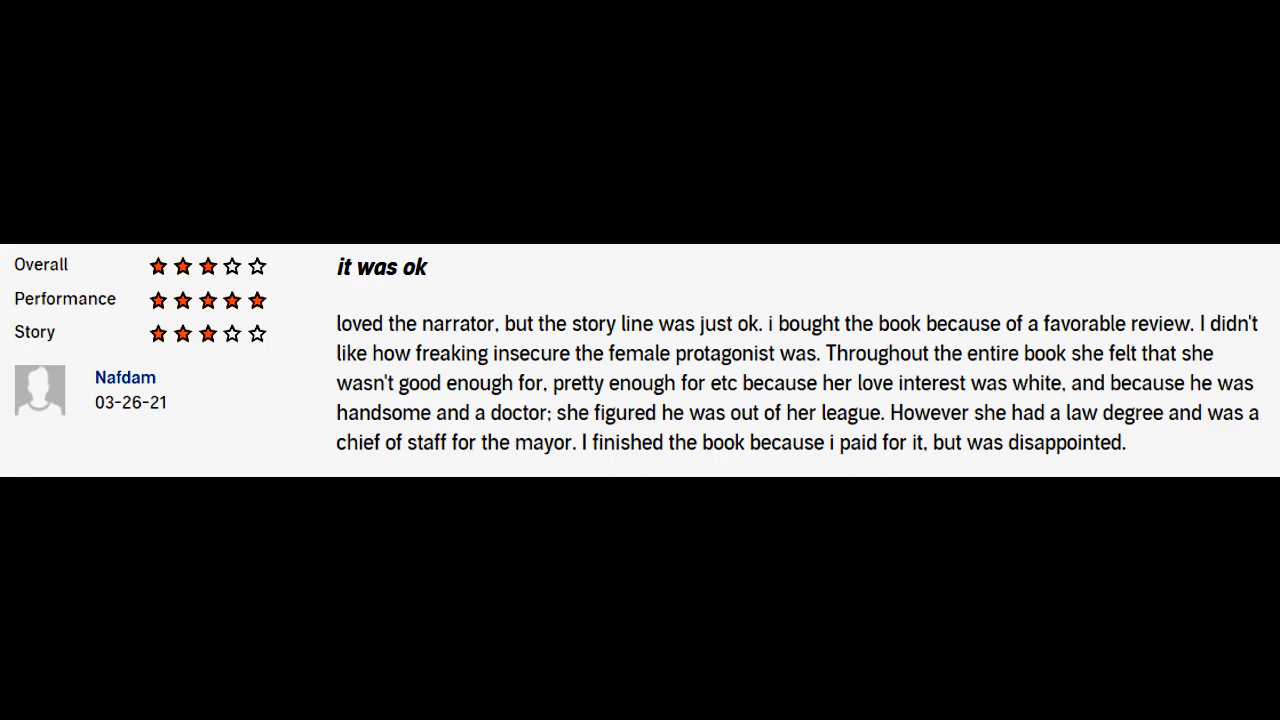 Overall
Performance
Story
Nafdam
03-26-21
it was ok
loved the narrator, but the story line was just ok. i bought the book because of a favorable review. I didn't
like how freaking insecure the female protagonist was. Throughout the entire book she felt that she
wasn't good enough for, pretty enough for etc because her love interest was white, and because he was
handsome and a doctor; she figured he was out of her league. However she had a law degree and was a
chief of staff for the mayor. I finished the book because i paid for it, but was disappointed.